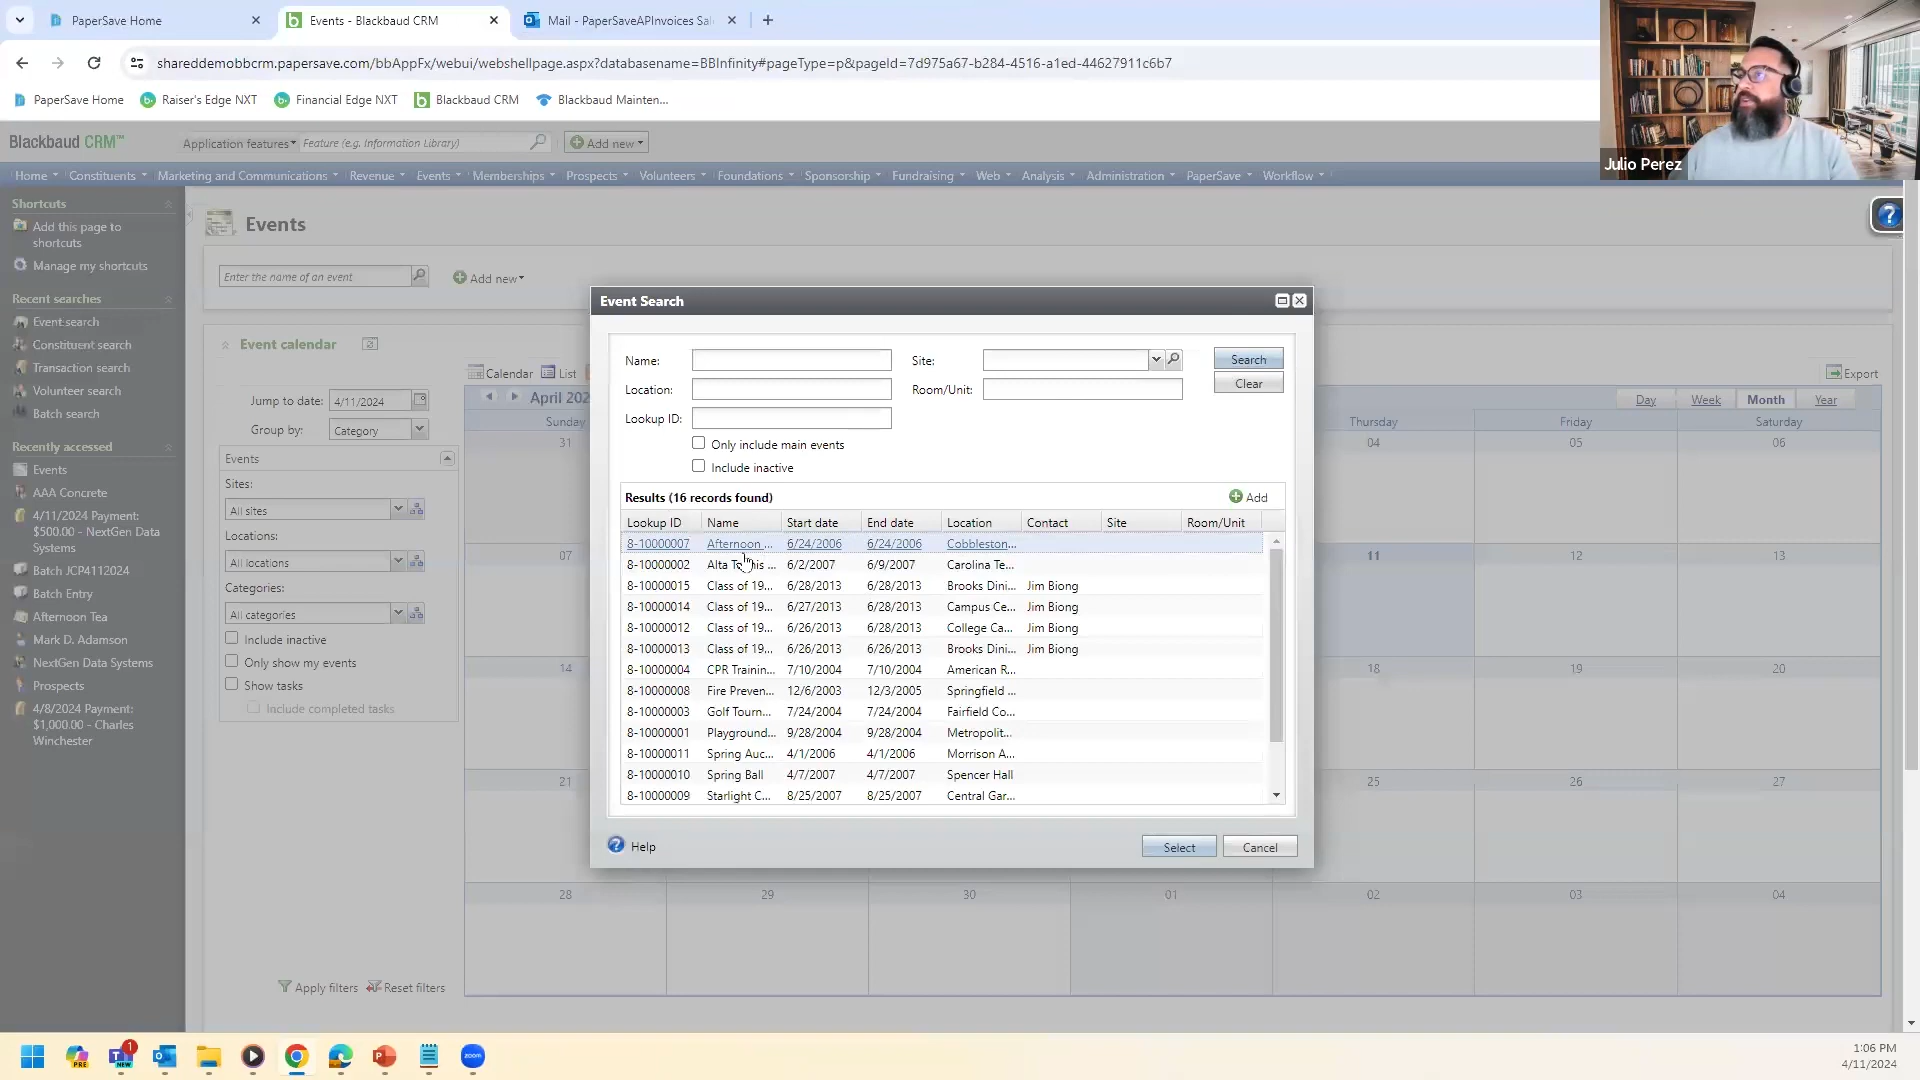 PaperSave Home
Events - Blackbaud CRM
Mail - PaperSaveAPInvoices Sal
shareddemobbcrm.papersave.com/bbAppFx/webui/webshellpage.aspx?databasename=BBInfinity#pageType=p&pageId=7d975a67-b284-4516-a1ed-44627911c6b7
PaperSave Home
Raiser's Edge NXT
Financial Edge NXT
Blackbaud CRM
Blackbaud Mainten...
Julio Perez
Blackbaud CRM™
Application features
Feature (e.g. Information Library)
Add new
Home Constituents Marketing and Communications Revenue Events Memberships Prospects Volunteers Foundations Sponsorship Fundraising Web Analysis Administration PaperSave Workflow
Shortcuts
Add this page to
shortcuts
Manage my shortcuts
Recent searches
Event search
Constituent search
Transaction search
Volunteer search
Batch search
Recently accessed
Events
AAA Concrete
4/11/2024 Payment:
$500.00 - NextGen Data
Systems
Batch JCP4112024
Batch Entry
Afternoon Tea
Mark D. Adamson
NextGen Data Systems
Prospects
4/8/2024 Payment:
$1,000.00 - Charles
Winchester
Events
Enter the name of an event
Add new
Event calendar
Calendar List
Export
Jump to date: 4/11/2024
Group by: Category
Events
Sites:
All sites
Locations:
All locations
Categories:
All categories
Include inactive
Only show my events
Show tasks
Include completed tasks
Apply filters Reset filters
April 202
Day Week Month Year
Sunday Thursday Friday Saturday
31 04 05 06
07 11 12 13
14 18 19 20
21 25 26 27
28 29 30 01 02 03 04
Event Search
Name: Site: Search
Location: Room/Unit: Clear
Lookup ID:
Only include main events
Include inactive
Results (16 records found) Add
Lookup ID Name Start date End date Location Contact Site Room/Unit
8-10000007 Afternoon ... 6/24/2006 6/24/2006 Cobbleston...
8-10000002 Alta ... 6/2/2007 6/9/2007 Carolina Te...
8-10000015 Class of 19... 6/28/2013 6/28/2013 Brooks Dini... Jim Biong
8-10000014 Class of 19... 6/27/2013 6/28/2013 Campus Ce... Jim Biong
8-10000012 Class of 19... 6/26/2013 6/28/2013 College Ca... Jim Biong
8-10000013 Class of 19... 6/26/2013 6/26/2013 Brooks Dini... Jim Biong
8-10000004 CPR Trainin... 7/10/2004 7/10/2004 American R...
8-10000008 Fire Preven... 12/6/2003 12/3/2005 Springfield ...
8-10000003 Golf Tourn... 7/24/2004 7/24/2004 Fairfield Co...
8-10000001 Playground... 9/28/2004 9/28/2004 Metropolit...
8-10000011 Spring Auc... 4/1/2006 4/1/2006 Morrison A...
8-10000010 Spring Ball 4/7/2007 4/7/2007 Spencer Hall
8-10000009 Starlight C... 8/25/2007 8/25/2007 Central Gar...
Help
Select
Cancel
PRE
NEW
1
zoom
1:06 PM
4/11/2024